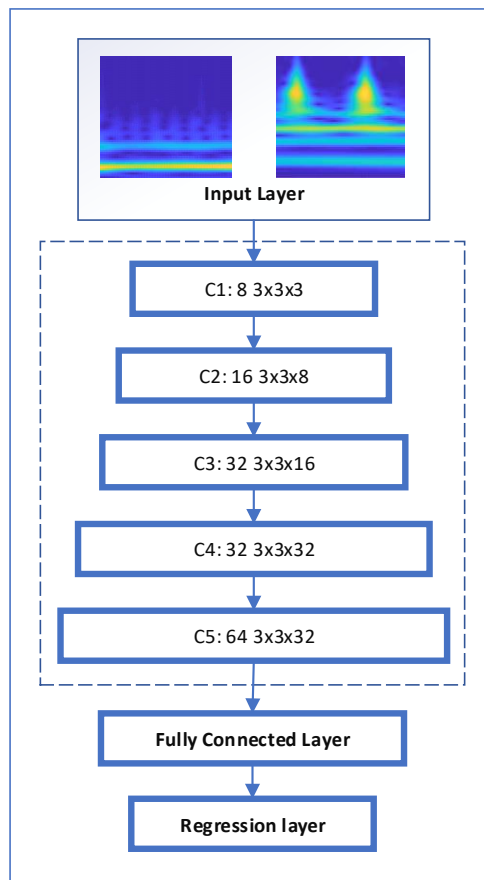 Input Layer
C1: 8 3x3x3
C2: 16 3x3x8
C3: 32 3x3x16
C4: 32 3x3x32
C5: 64 3x3x32
Fully Connected Layer
Regression layer